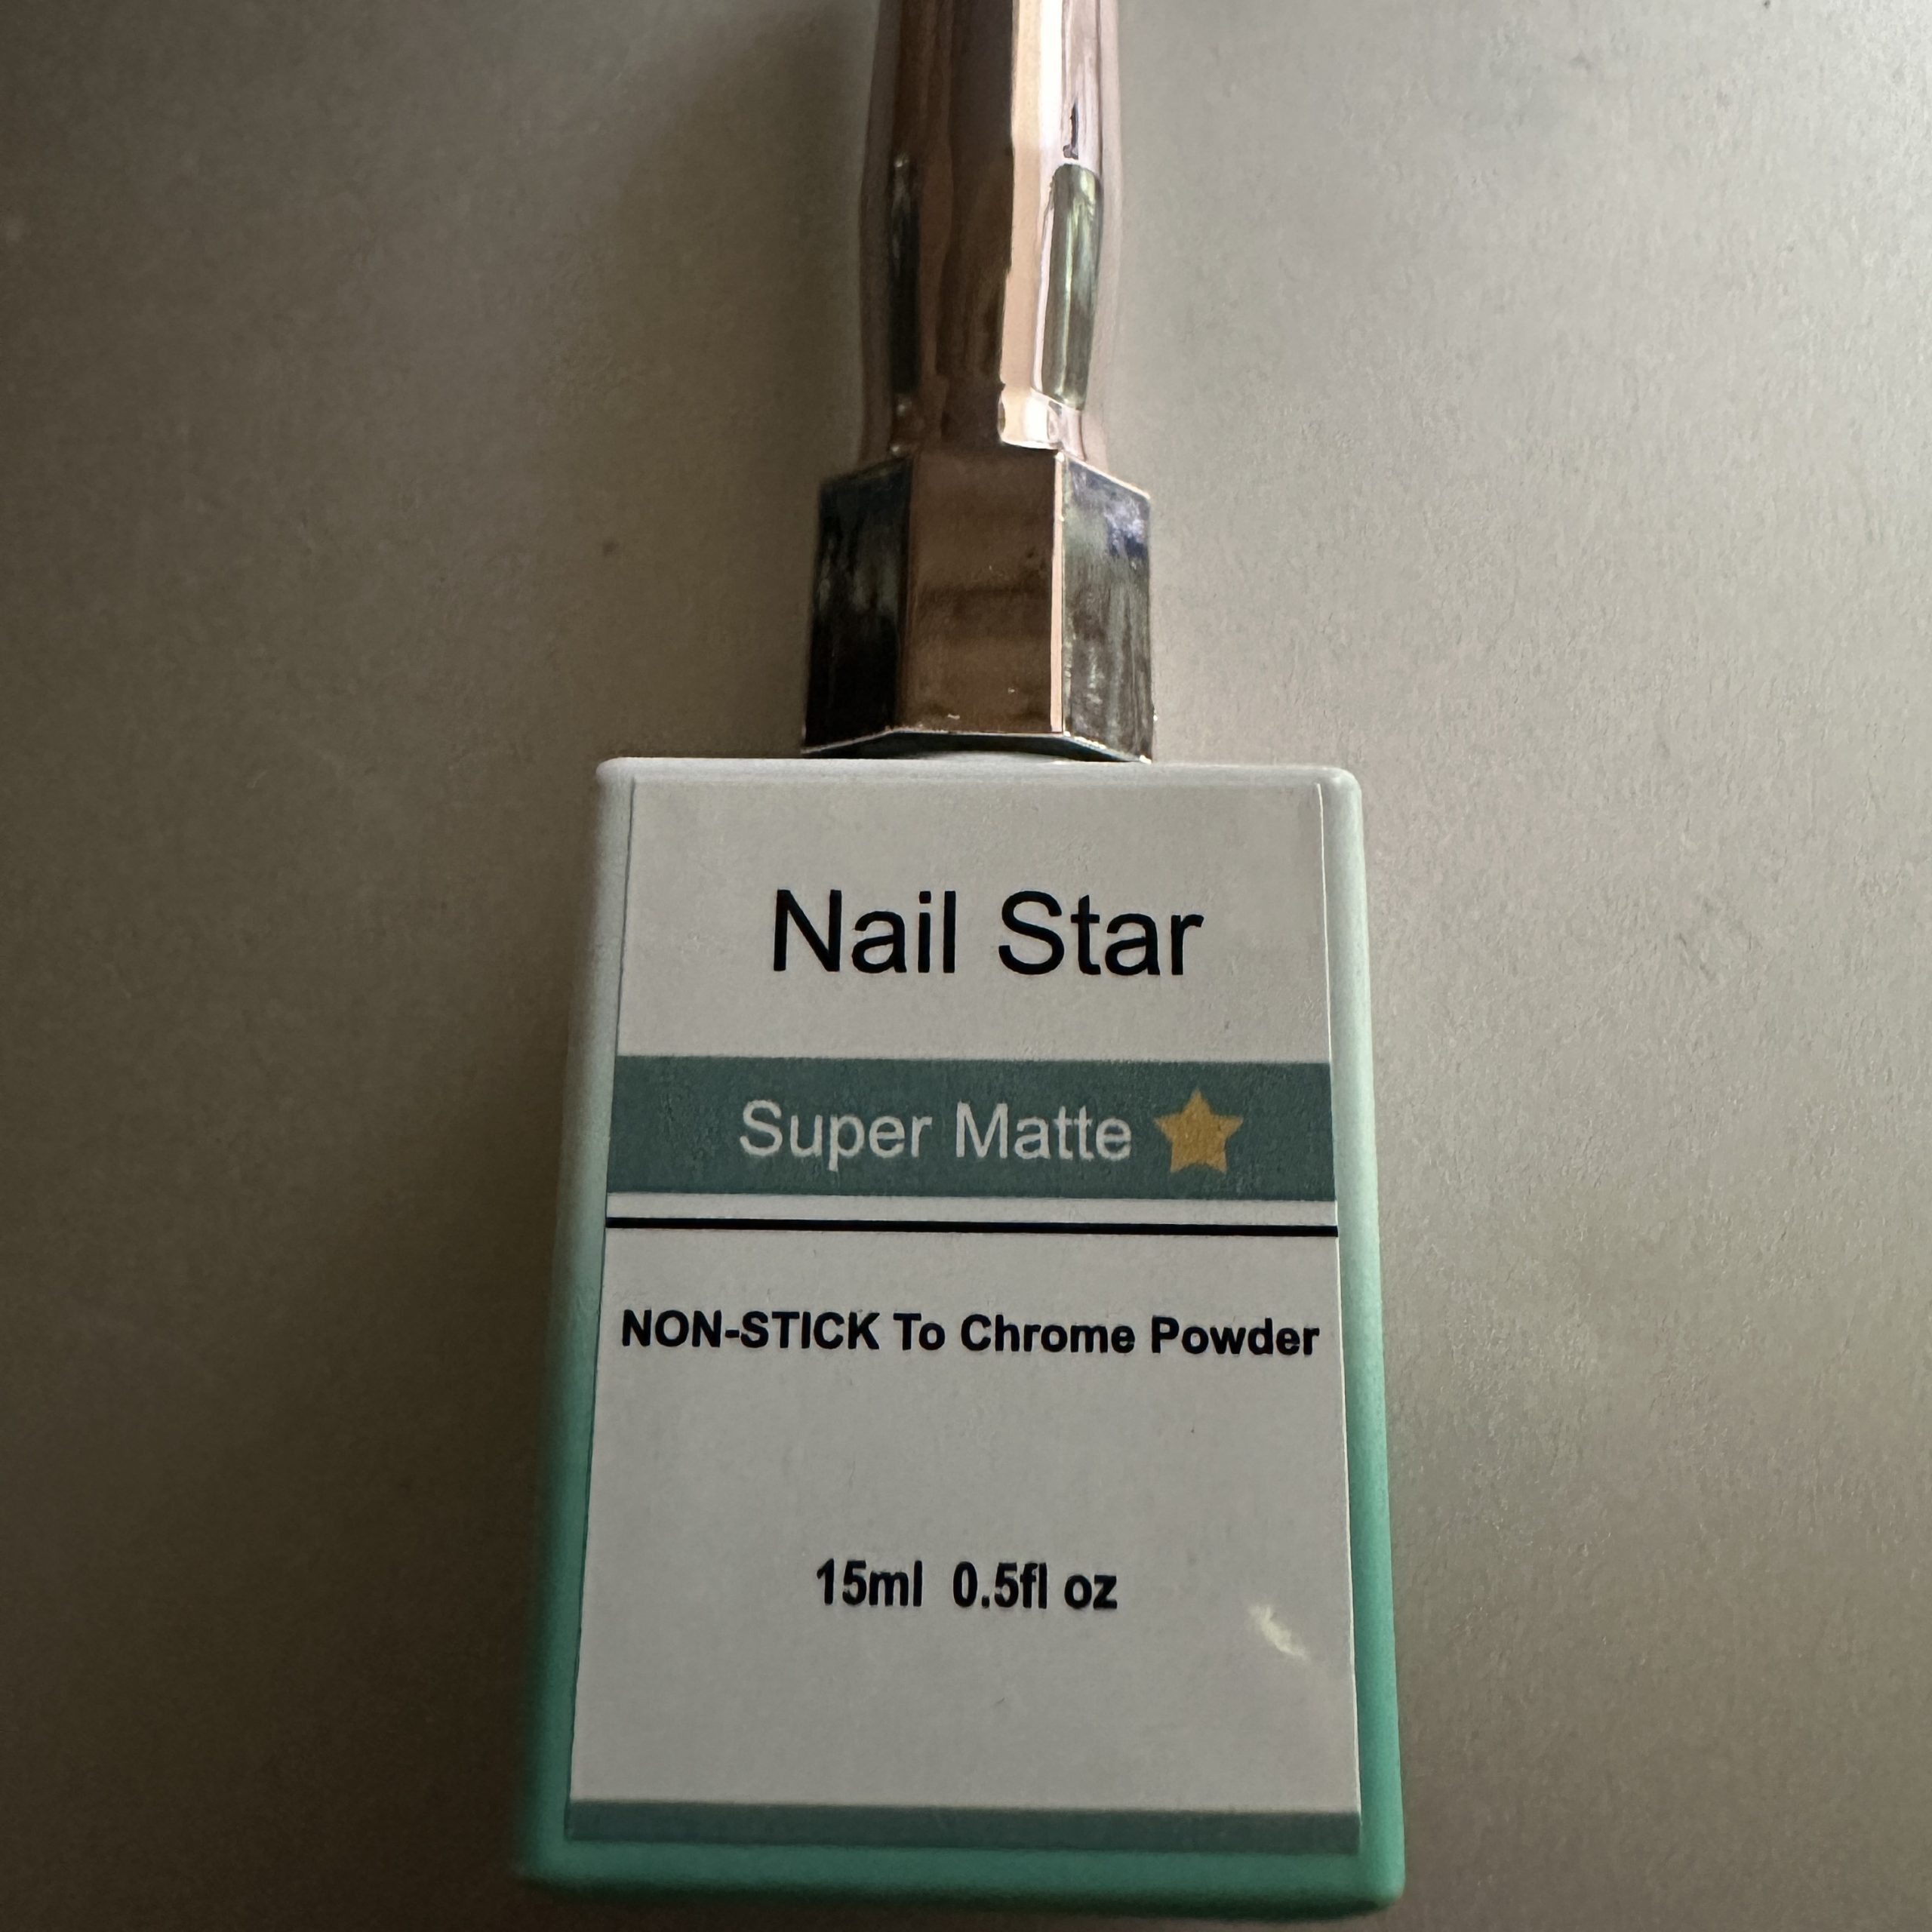 Nail Star
Super Matte
NON-STICK To Chrome Powder
15ml 0.5fl oz